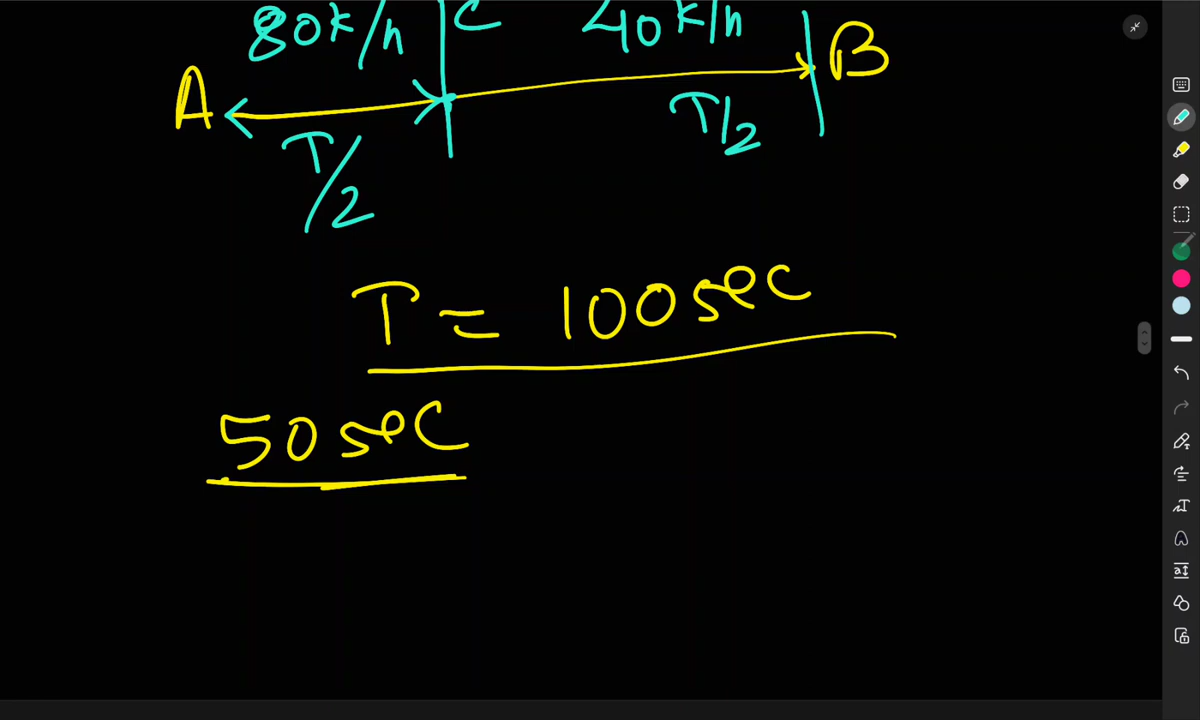 80k/h C 40k/h
A B
T/2 T/2
T = 100sec
50sec